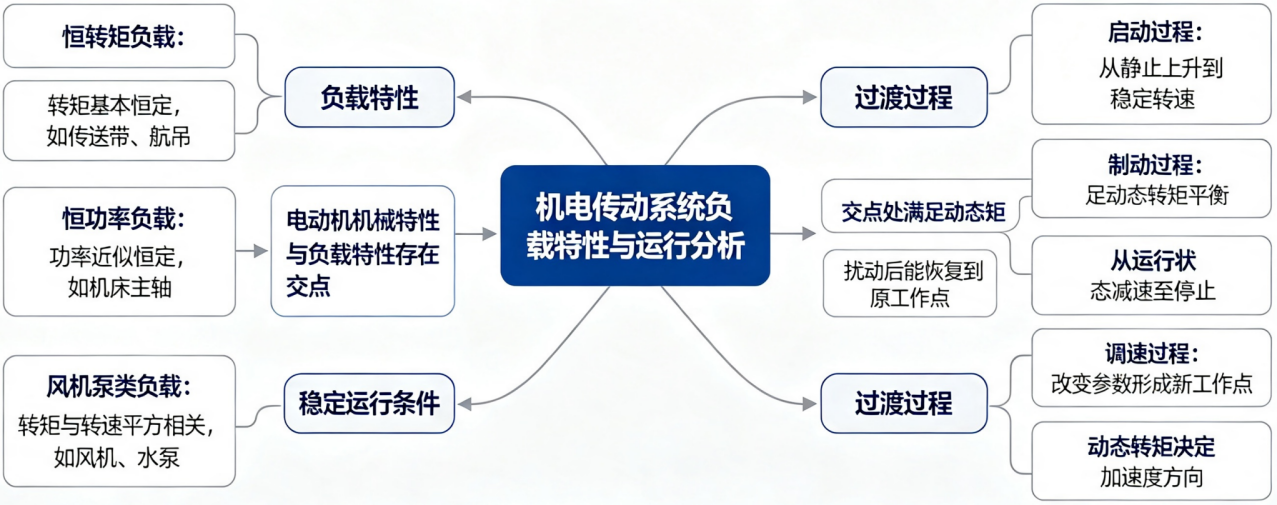 恒转矩负载：
转矩基本恒定，
如传送带、航吊
负载特性
恒功率负载：
功率近似恒定，
如机床主轴
电动机机械特性
与负载特性存在
交点
风机泵类负载：
转矩与转速平方相关，
如风机、水泵
稳定运行条件
机电传动系统负
载特性与运行分析
过渡过程
启动过程：
从静止上升到
稳定转速
交点处满足动态矩
扰动后能恢复到
原工作点
制动过程：
足动态转矩平衡
从运行状
态减速至停止
过渡过程
调速过程：
改变参数形成新工作点
动态转矩决定
加速度方向